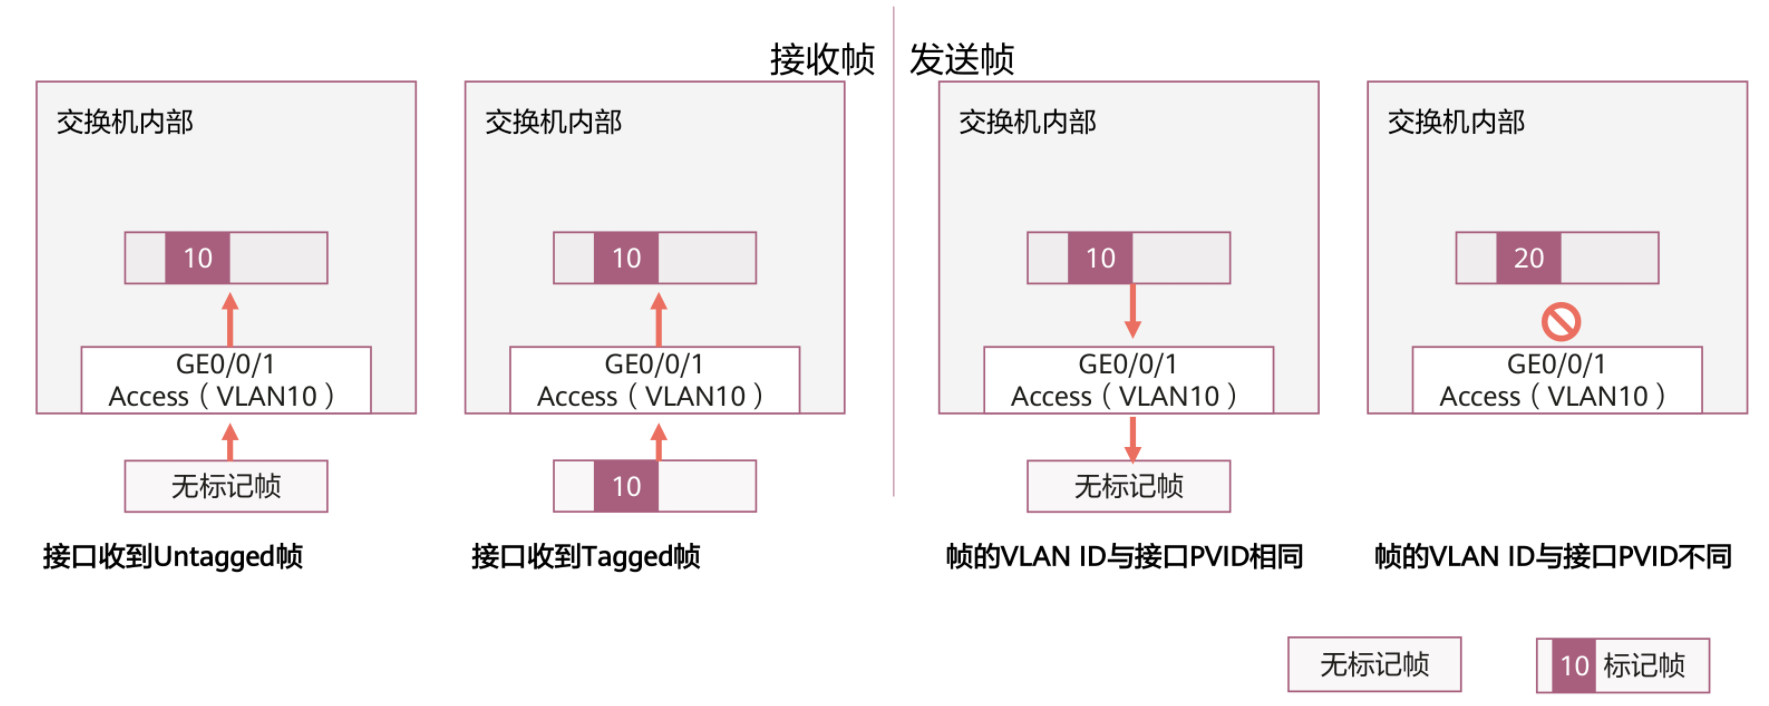 接收帧
发送帧
交换机内部
10
GE0/0/1
Access（VLAN10）
无标记帧
接口收到Untagged帧
交换机内部
10
GE0/0/1
Access（VLAN10）
10
接口收到Tagged帧
交换机内部
10
GE0/0/1
Access（VLAN10）
无标记帧
帧的VLAN ID与接口PVID相同
交换机内部
20
GE0/0/1
Access（VLAN10）
帧的VLAN ID与接口PVID不同
无标记帧
10 标记帧